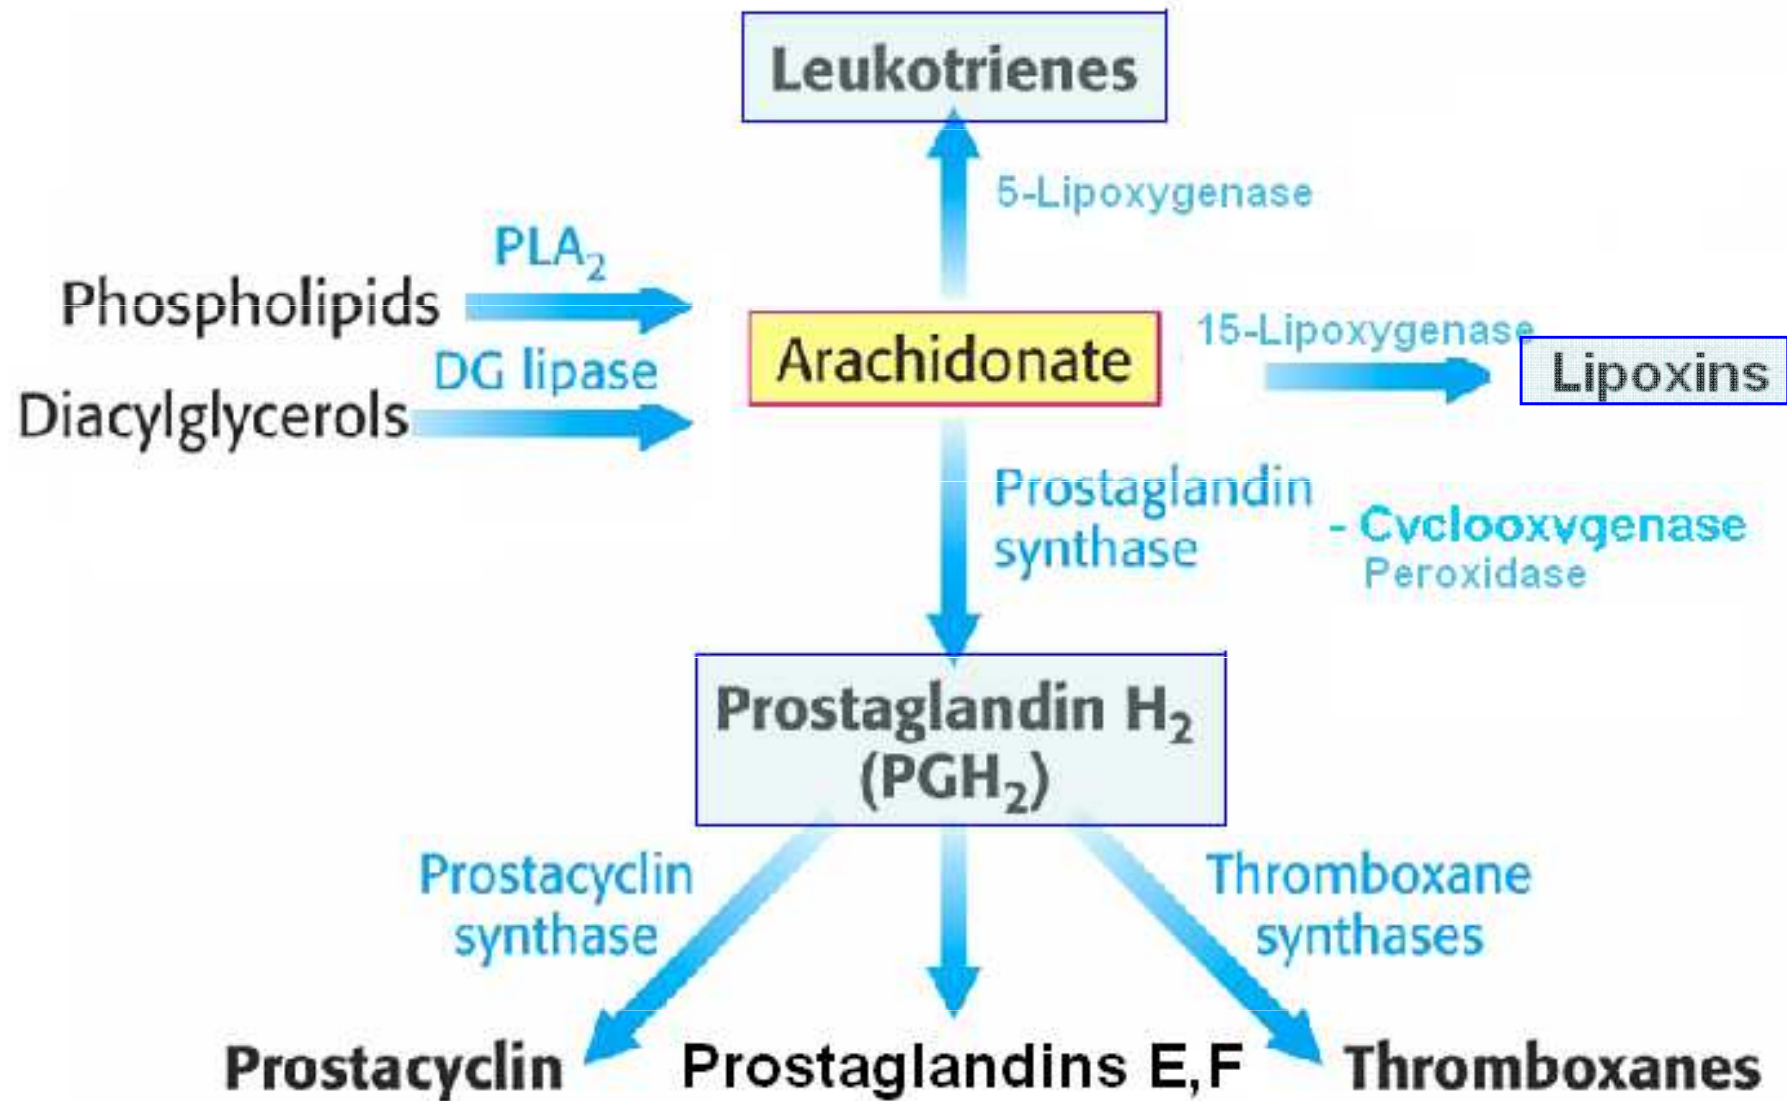 Leukotrienes
5-Lipoxygenase
PLA₂
Phospholipids
DG lipase
Diacylglycerols
Arachidonate
15-Lipoxygenase
Lipoxins
Prostaglandin
synthase
- Cyclooxygenase
Peroxidase
Prostaglandin H₂
(PGH₂)
Prostacyclin
synthase
Thromboxane
synthases
Prostacyclin
Prostaglandins E,F
Thromboxanes